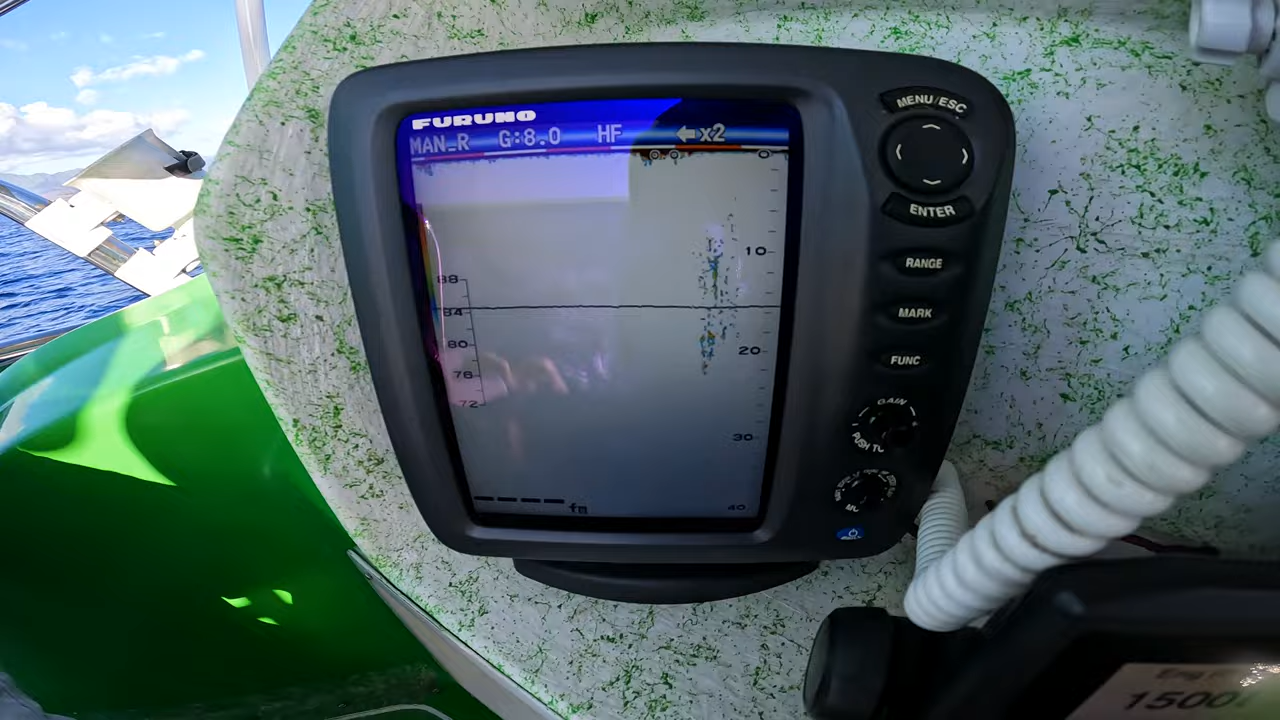 FURUNO
MAN_R G:8.0 HF x2
0
10
88
84
80
20
76
72
30
fm
40
MENU/ESC
ENTER
RANGE
MARK
FUNC
GAIN
1500